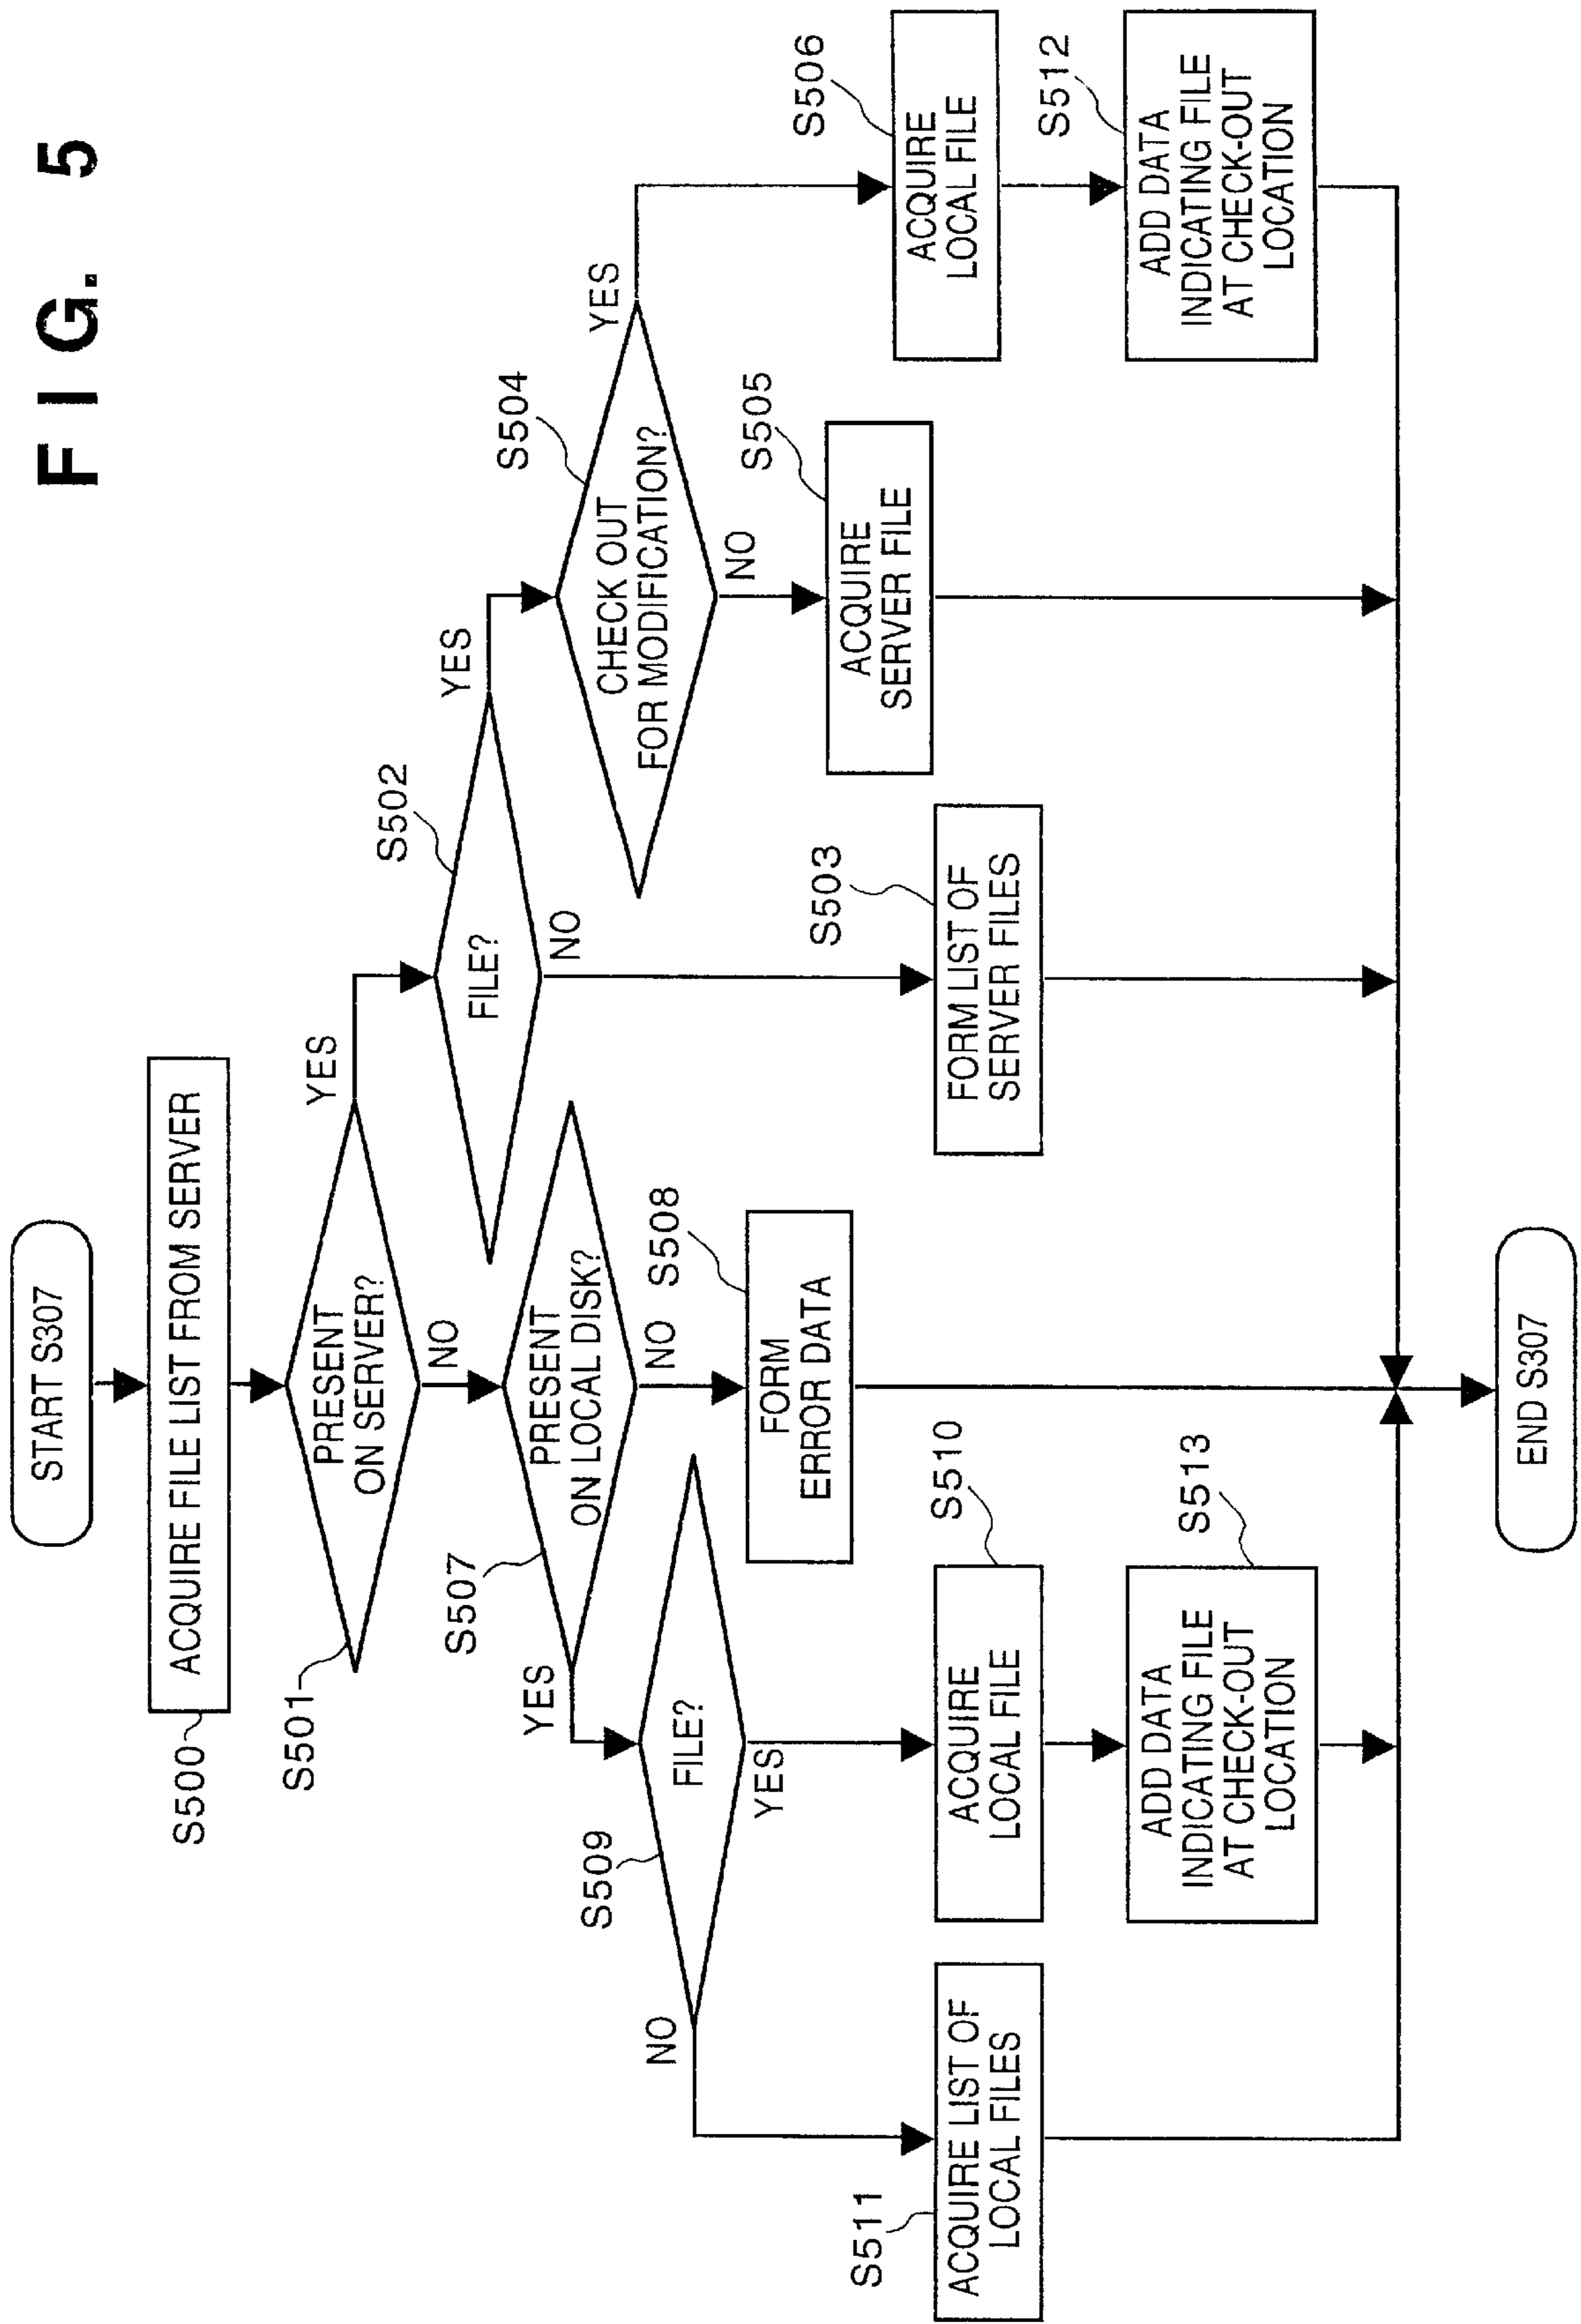 FIG. 5
START S307
S500
ACQUIRE FILE LIST FROM SERVER
S501
PRESENT
ON SERVER?
YES
NO
S502
FILE?
YES
NO
S504
CHECK OUT
FOR MODIFICATION?
YES
NO
S507
PRESENT
ON LOCAL DISK?
YES
NO
S509
FILE?
NO
YES
S508
FORM
ERROR DATA
S503
FORM LIST OF
SERVER FILES
S505
ACQUIRE
SERVER FILE
S506
ACQUIRE
LOCAL FILE
S512
ADD DATA
INDICATING FILE
AT CHECK-OUT
LOCATION
S511
ACQUIRE LIST OF
LOCAL FILES
S510
ACQUIRE
LOCAL FILE
S513
ADD DATA
INDICATING FILE
AT CHECK-OUT
LOCATION
END S307